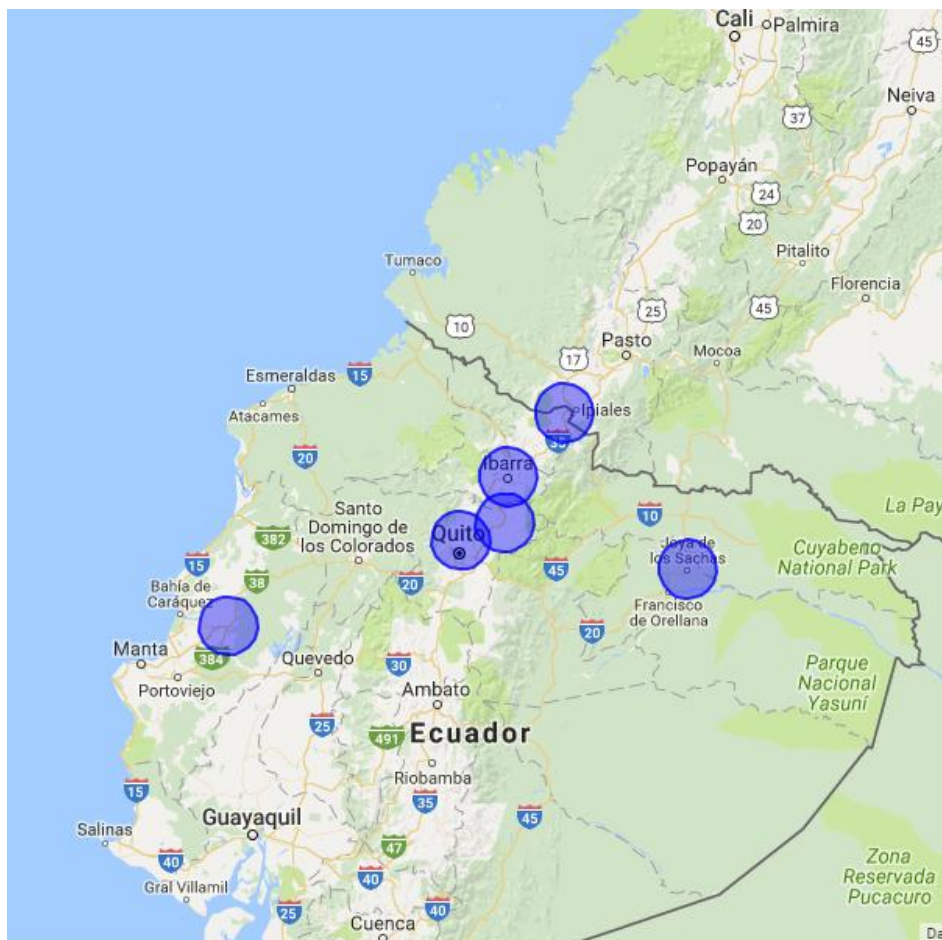 Cali
Palmira
45
Neiva
37
Popayán
24
20
Pitalito
Tumaco
Florencia
25
45
10
Pasto
17
Mocoa
15
Esmeraldas
Ipiales
Atacames
35
20
Ibarra
10
La Pay
Santo
Domingo de
los Colorados
382
Quito
Joya de
los Sachas
Cuyabeno
National Park
15
38
20
45
Bahía de
Caráquez
Francisco
de Orellana
20
Manta
384
Quevedo
30
Parque
Nacional
Yasuní
Portoviejo
Ambato
25
491
Ecuador
Riobamba
15
35
45
Guayaquil
Salinas
40
47
Zona
Reservada
Pucacuro
Gral Villamil
40
25
40
Cuenca
Da